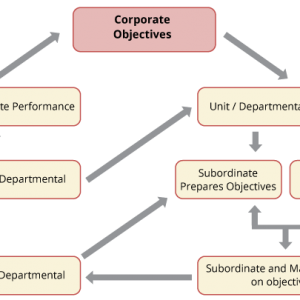 Corporate
Objectives
te Performance
Unit / Departmenta
Departmental
Subordinate
Prepares Objectives
Departmental
Subordinate and Ma
on objecti